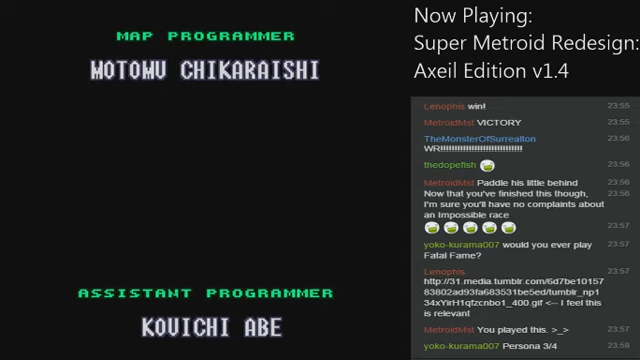 MAP PROGRAMMER
MOTOMU CHIKARAISHI
ASSISTANT PROGRAMMER
KOUICHI ABE
Now Playing:
Super Metroid Redesign:
Axeil Edition v1.4
Lenophis win! 23:55
MetroidMst VICTORY 23:55
TheMonsterOfSurrealton 23:56
WR!!!!!!!!!!!!!!!!!!!!!!!!!!!!!!
thedopefish 23:56
MetroidMst Paddle his little behind 23:56
Now that you've finished this though, 23:56
I'm sure you'll have no complaints about
an Impossible race
23:57
yoko-kurama007 would you ever play 23:57
Fatal Fame?
Lenophis 23:57
http://31.media.tumblr.com/6d7be10157
83802ad93fa683531be5ed/tumblr_np1
34xYIrH1qfzcnbo1_400.gif <-- I feel this
is relevant
MetroidMst You played this. >_> 23:57
yoko-kurama007 Persona 3/4 23:58